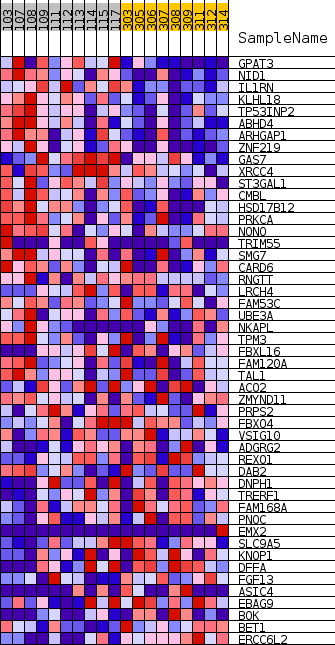 107 108 109 111 112 113 114 115 117 303 305 306 307 308 309 311 312 314
SampleName
GPAT3
NID1
IL1RN
KLHL18
TP53INP2
ABHD4
ARHGAP1
ZNF219
GAS7
XRCC4
ST3GAL1
CMBL
HSD17B12
PRKCA
NONO
TRIM55
SMG7
CARD6
RNGTT
LRCH4
FAM53C
UBE3A
NKAPL
TPM3
FBXL16
FAM120A
TAL1
ACO2
ZMYND11
PRPS2
FBXO4
VSIG10
ADGRG2
REXO1
DAB2
DNPH1
TRERF1
FAM168A
PNOC
EMX2
SLC9A5
KNOP1
DFFA
FGF13
ASIC4
EBAG9
BOK
BET1
ERCC6L2